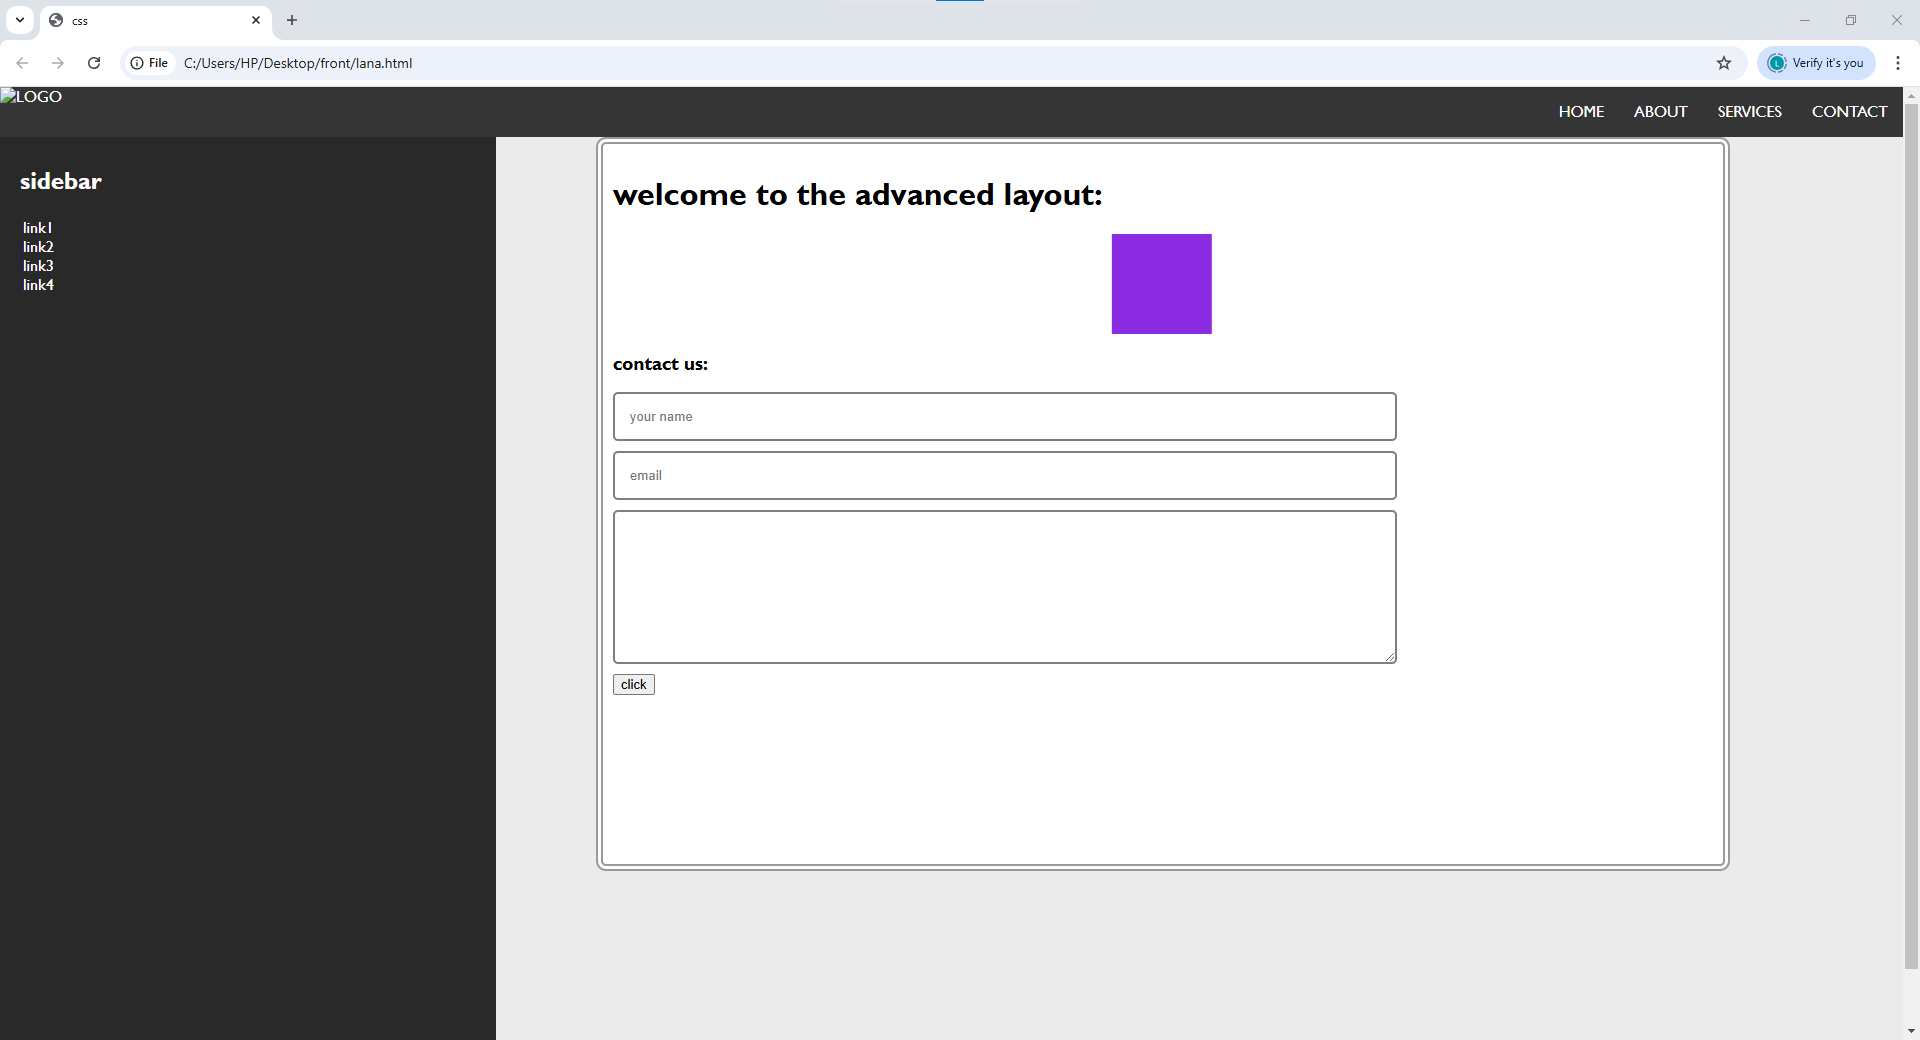 css
File C:/Users/HP/Desktop/front/lana.html
L Verify it's you
LOGO
HOME ABOUT SERVICES CONTACT
sidebar
link1
link2
link3
link4
welcome to the advanced layout:
contact us:
your name
email
click